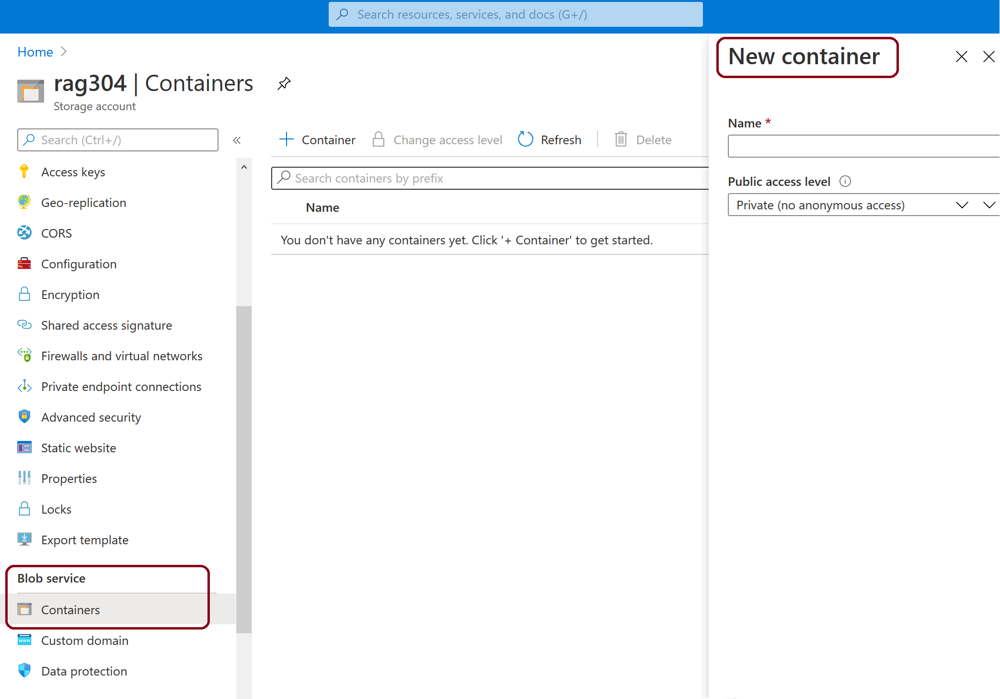 Search resources, services, and docs (G+/)
Home
rag304 | Containers
Storage account
Search (Ctrl+/)
Access keys
Geo-replication
CORS
Configuration
Encryption
Shared access signature
Firewalls and virtual networks
Private endpoint connections
Advanced security
Static website
Properties
Locks
Export template
Blob service
Containers
Custom domain
Data protection
Container
Change access level
Refresh
Delete
Search containers by prefix
Name
You don't have any containers yet. Click '+ Container' to get started.
New container
Name *
Public access level
Private (no anonymous access)